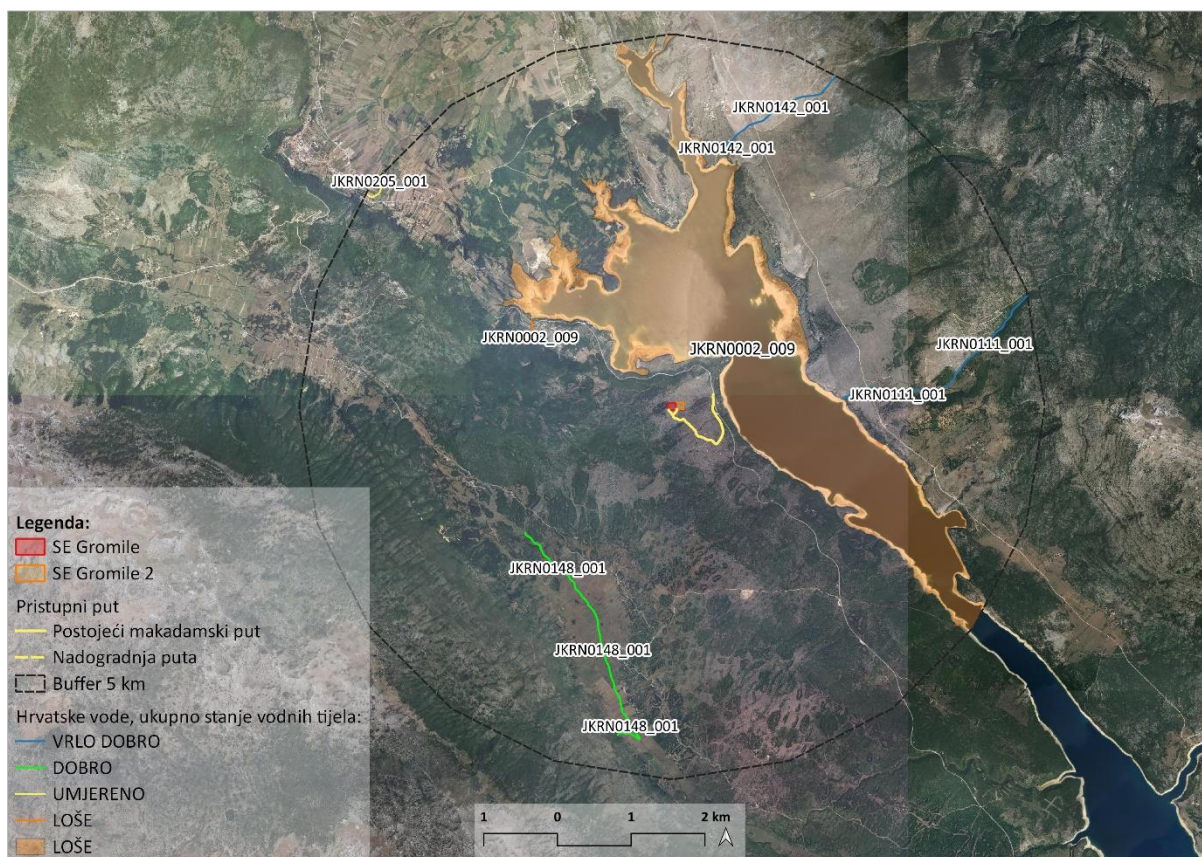 JKRN0142_001
JKRN0142_001
JKRN0205_001
JKRN0002_009
JKRN0002_009
JKRN0111_001
JKRN0111_001
JKRN0148_001
JKRN0148_001
JKRN0148_001
Legenda:
SE Gromile
SE Gromile 2
Pristupni put
Postojeći makadamski put
Nadogradnja puta
Buffer 5 km
Hrvatske vode, ukupno stanje vodnih tijela:
VRLO DOBRO
DOBRO
UMJERENO
LOŠE
LOŠE
1 0 1 2 km